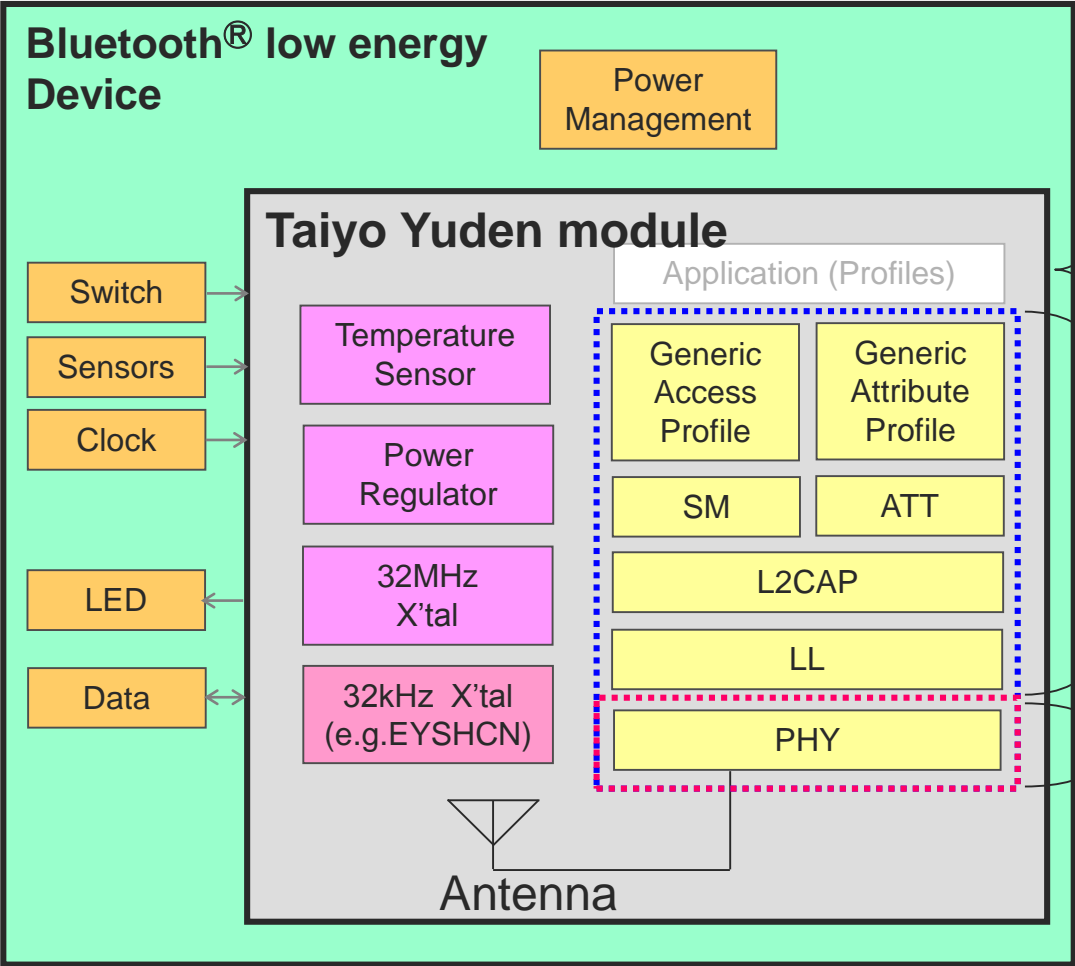 Bluetooth® low energy
Device
Power
Management
Taiyo Yuden module
Application (Profiles)
Switch
Sensors
Clock
LED
Data
Temperature
Sensor
Power
Regulator
32MHz
X'tal
32kHz X'tal
(e.g.EYSHCN)
Generic
Access
Profile
Generic
Attribute
Profile
SM
ATT
L2CAP
LL
PHY
Antenna